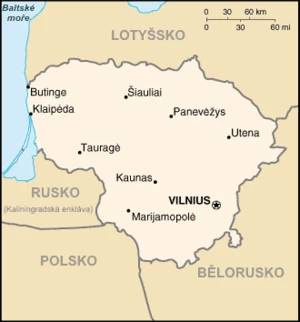 Baltské
moře
LOTYŠSKO
0 30 60 km
0 30 60 mi
Butinge
Klaipėda
Šiauliai
Panevėžys
Utena
Tauragė
Kaunas
VILNIUS
Marijamopolė
RUSKO
(Kaliningradská enkláva)
POLSKO
BĚLORUSKO